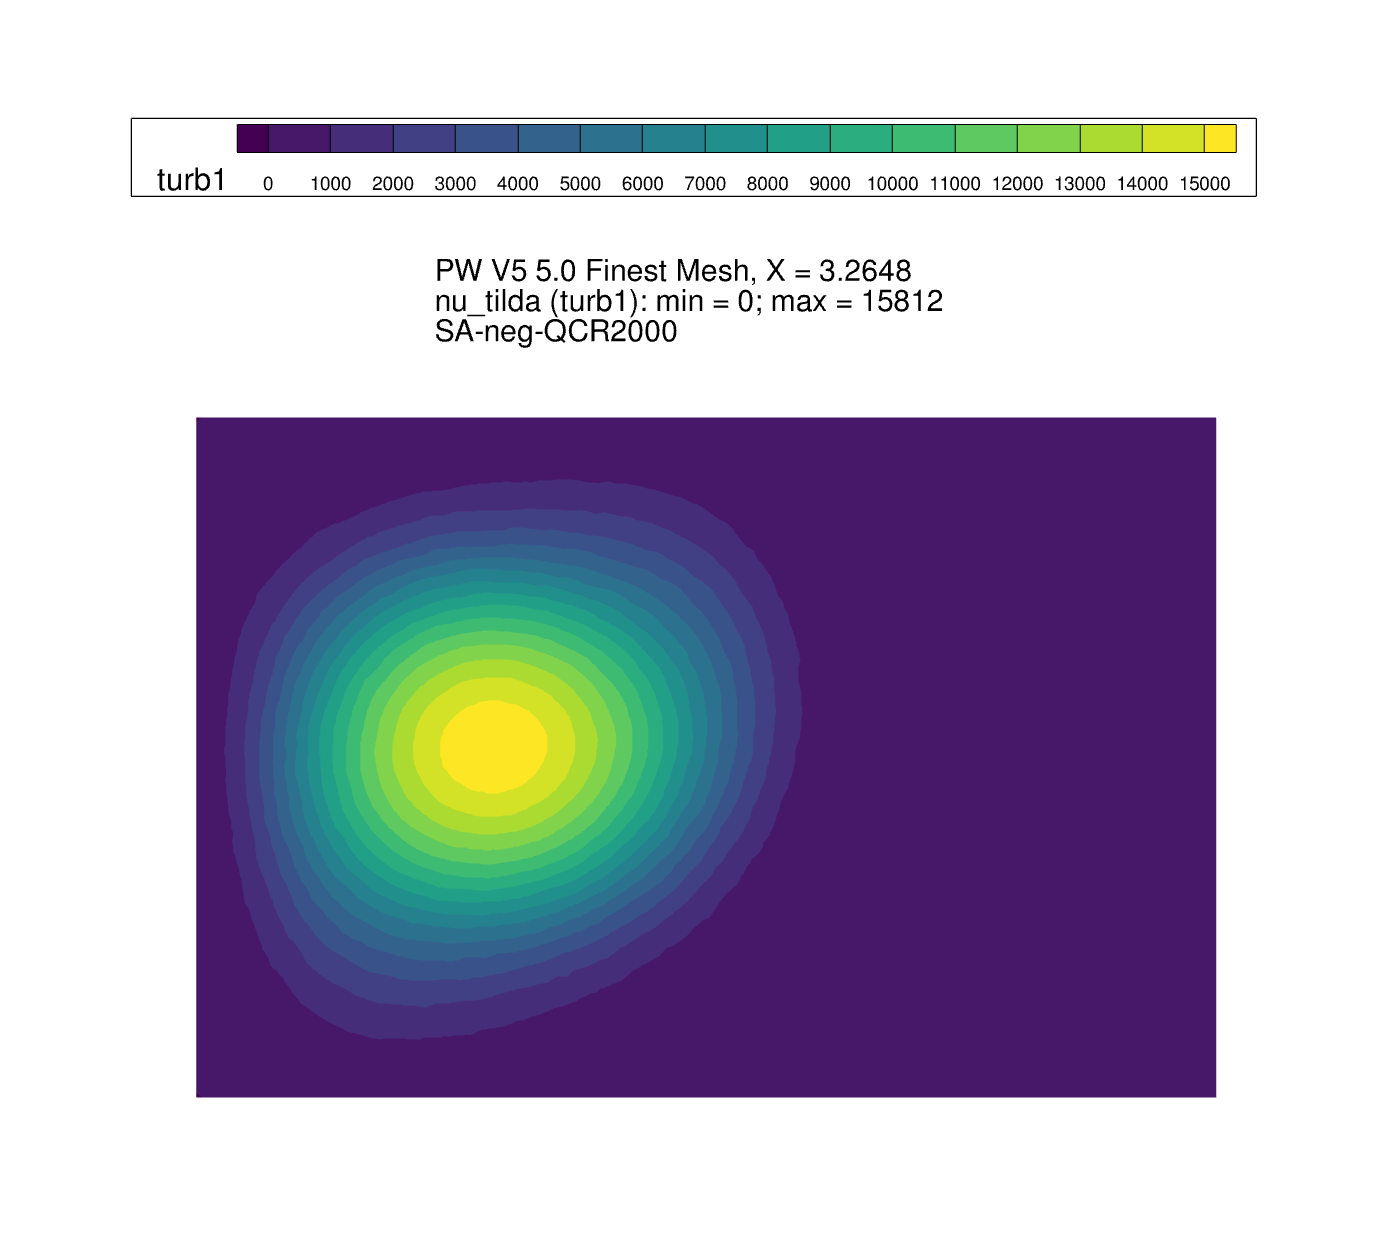 turb1
0 1000 2000 3000 4000 5000 6000 7000 8000 9000 10000 11000 12000 13000 14000 15000
PW V5 5.0 Finest Mesh, X = 3.2648
nu_tilda (turb1): min = 0; max = 15812
SA-neg-QCR2000